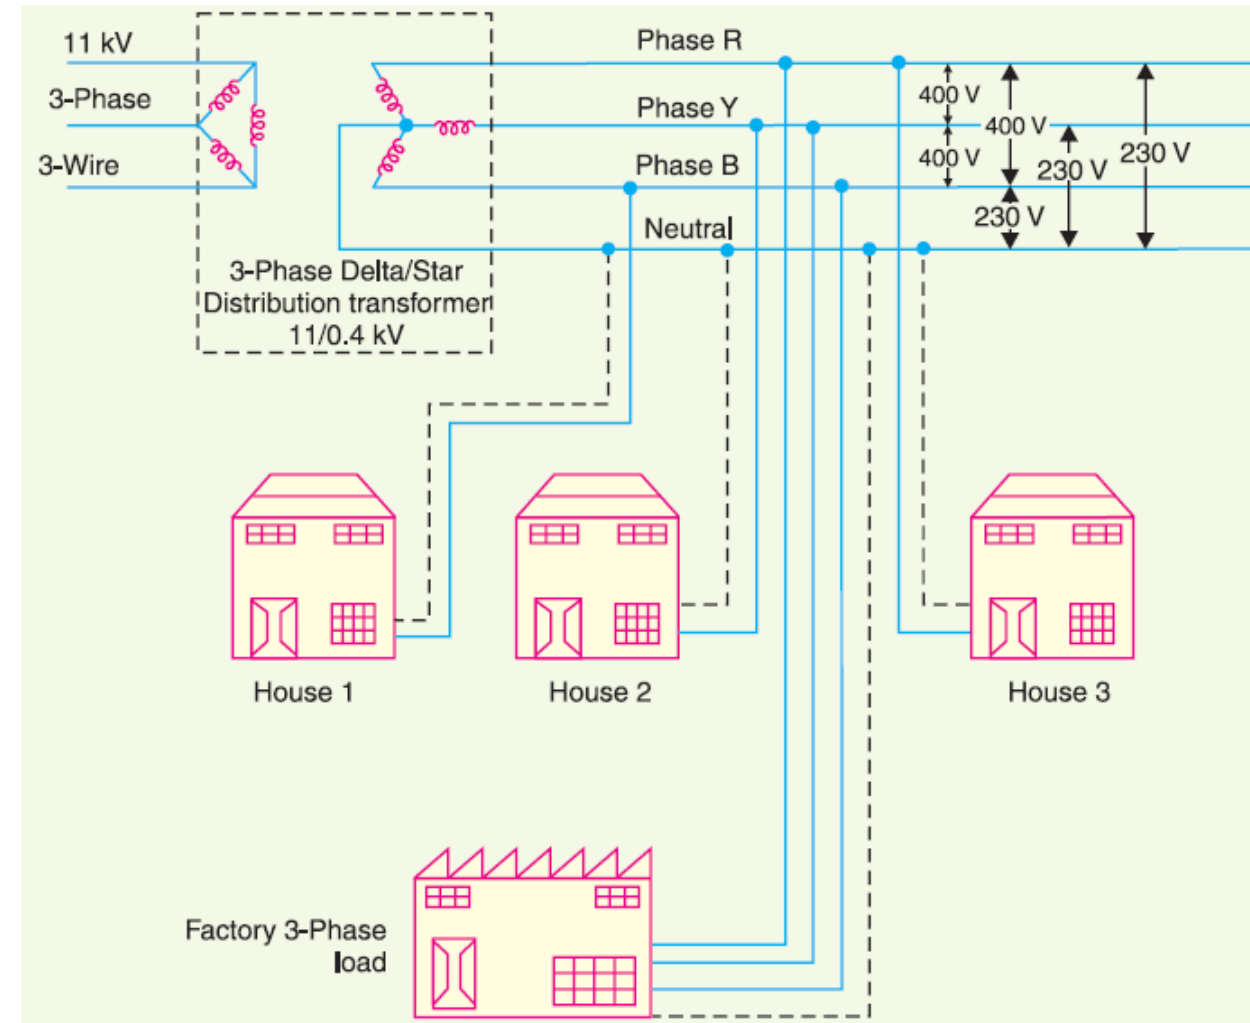 11 kV
3-Phase
3-Wire
3-Phase Delta/Star
Distribution transformer
11/0.4 kV
Phase R
Phase Y
Phase B
Neutral
400 V
400 V
400 V
230 V
230 V
230 V
House 1
House 2
House 3
Factory 3-Phase
load